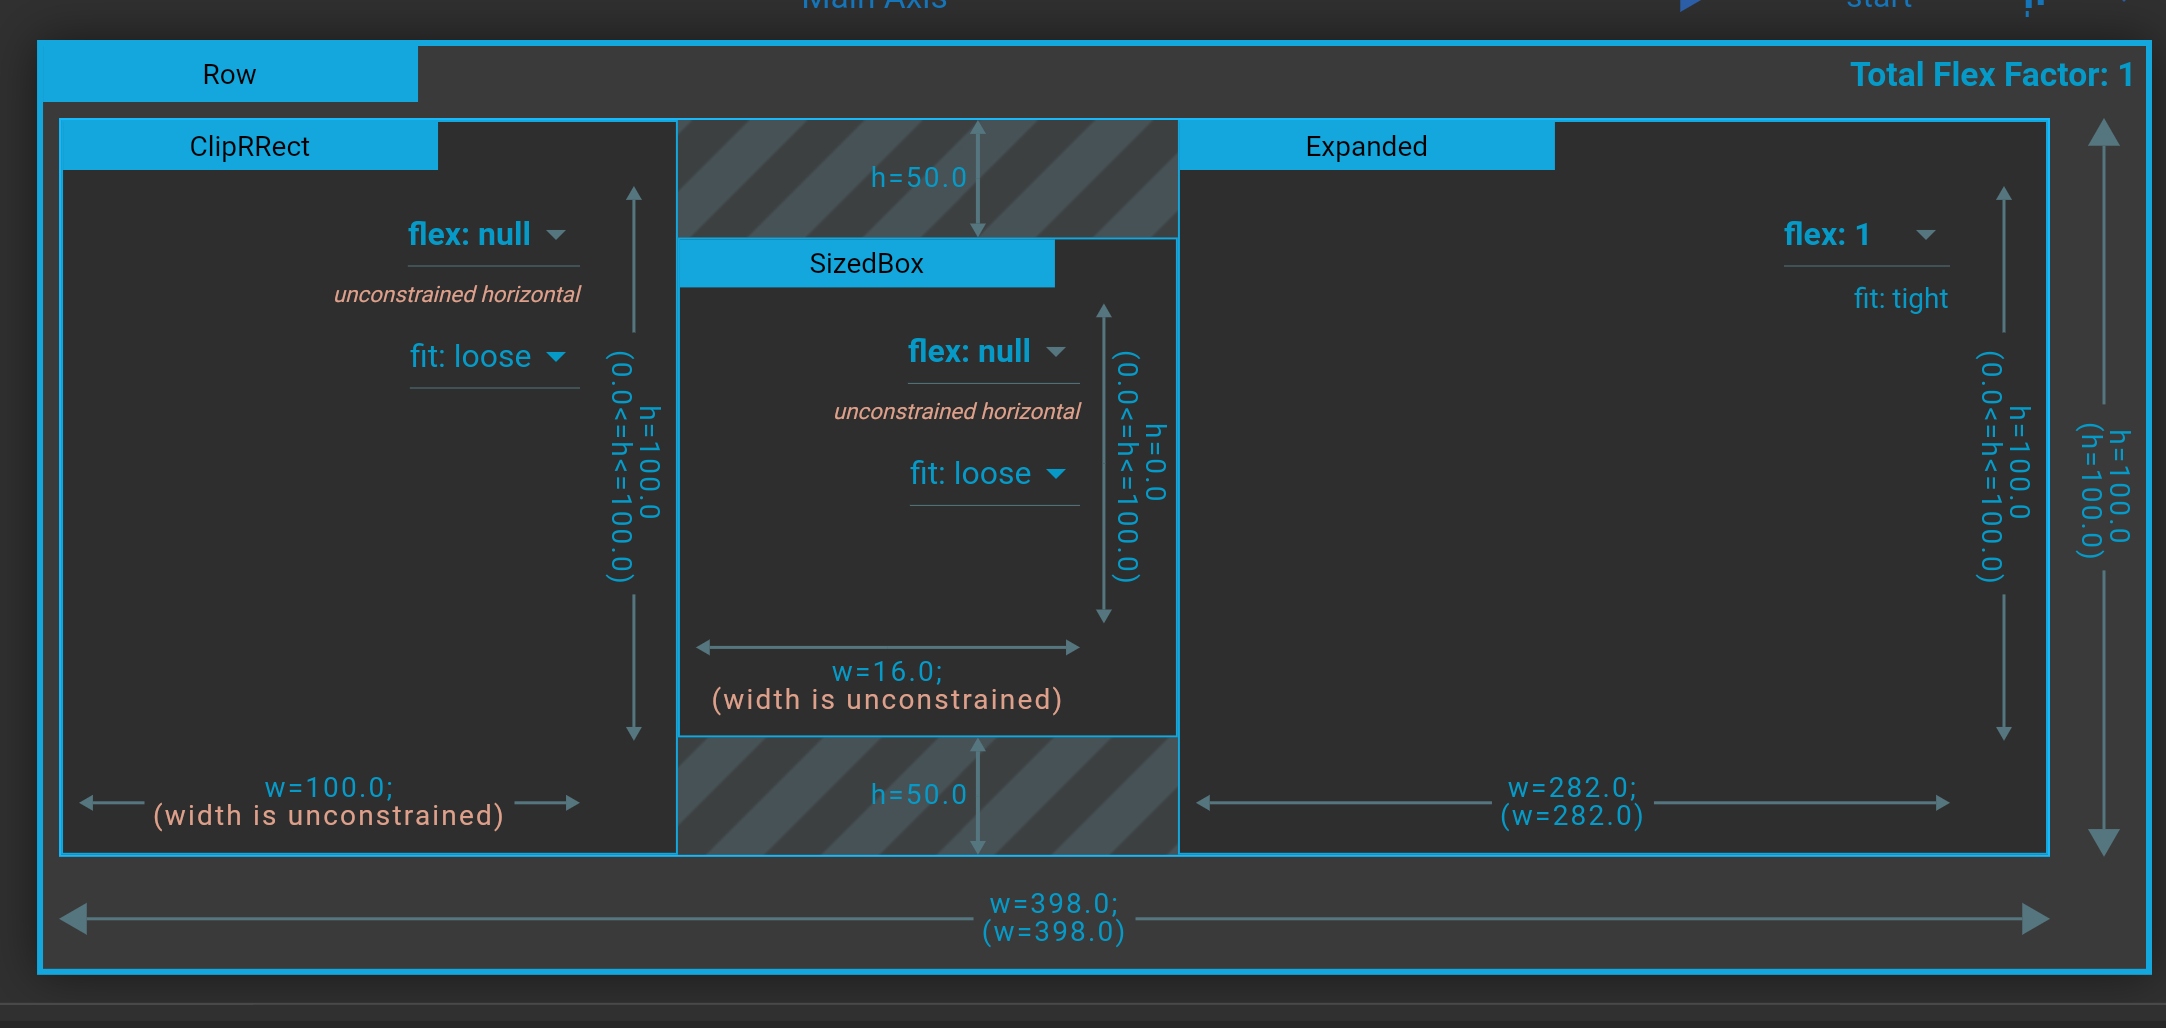 Main Axis
start
Row
Total Flex Factor: 1
ClipRRect
flex: null
unconstrained horizontal
fit: loose
h=100.0
(0.0<=h<=100.0)
w=100.0;
(width is unconstrained)
h=50.0
SizedBox
flex: null
unconstrained horizontal
fit: loose
h=0.0
(0.0<=h<=100.0)
w=16.0;
(width is unconstrained)
h=50.0
Expanded
flex: 1
fit: tight
h=100.0
(0.0<=h<=100.0)
w=282.0;
(w=282.0)
h=100.0
(h=100.0)
w=398.0;
(w=398.0)